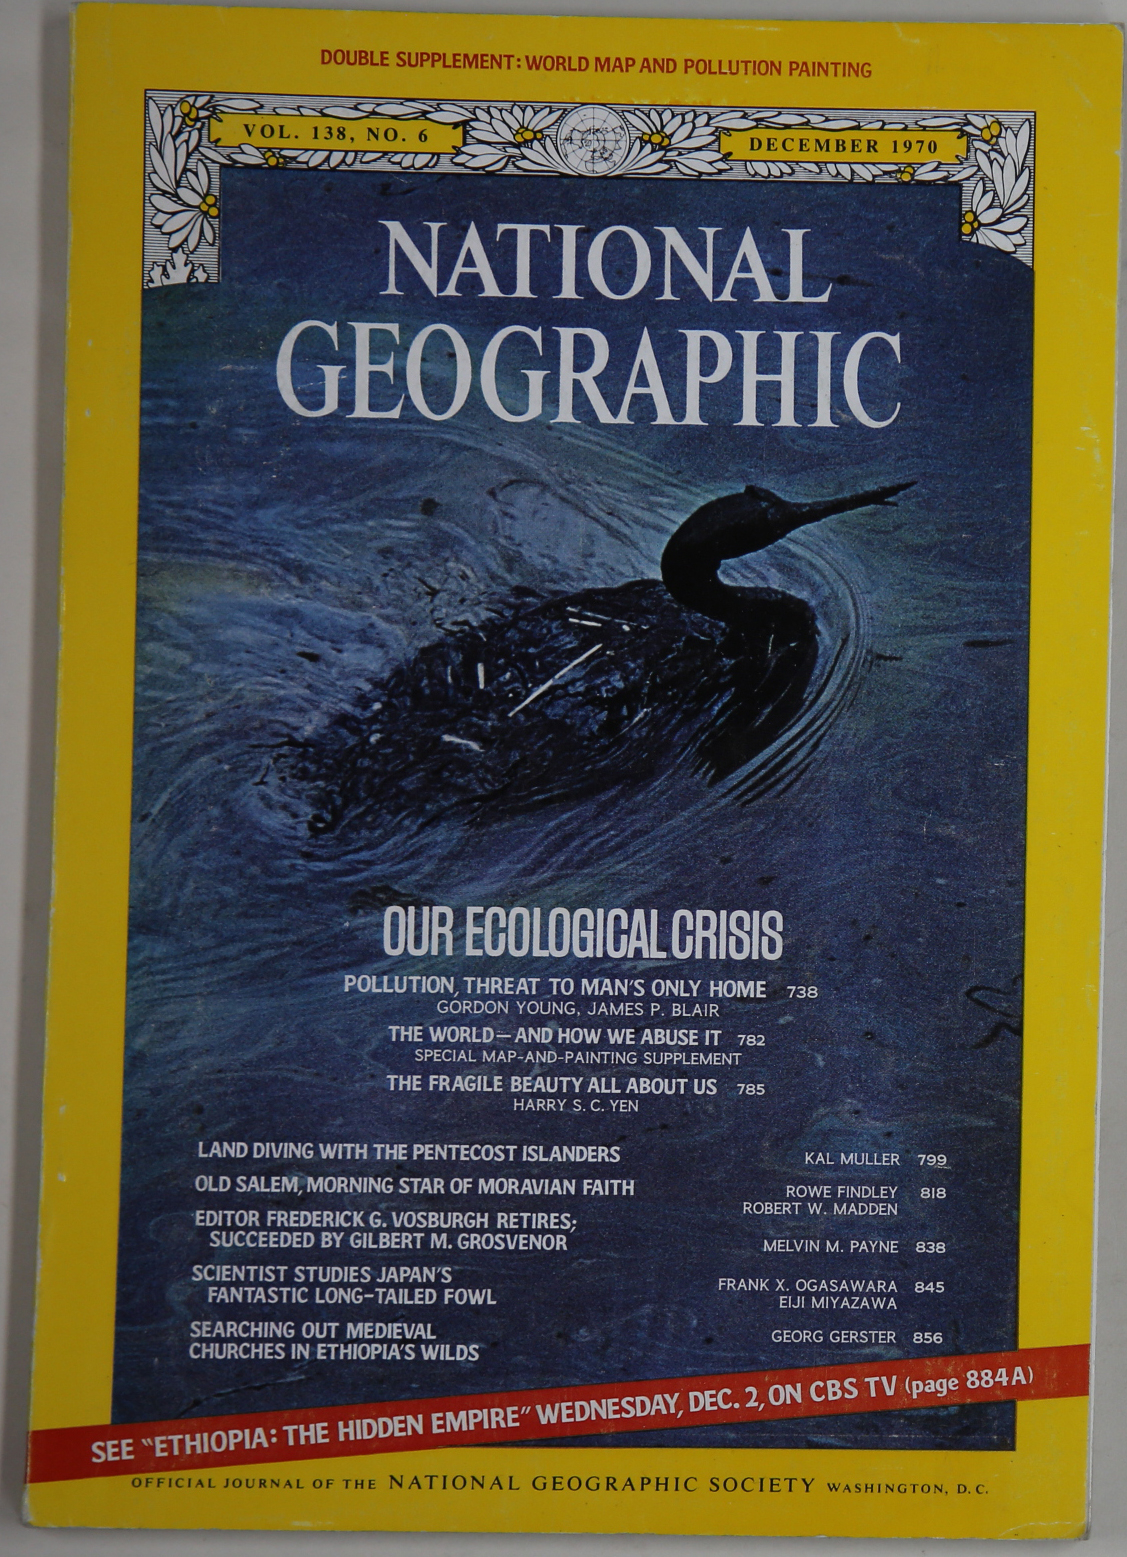 DOUBLE SUPPLEMENT: WORLD MAP AND POLLUTION PAINTING
VOL. 138, NO. 6
DECEMBER 1970
NATIONAL
GEOGRAPHIC
OUR ECOLOGICAL CRISIS
POLLUTION, THREAT TO MAN'S ONLY HOME 738
GORDON YOUNG, JAMES P. BLAIR
THE WORLD—AND HOW WE ABUSE IT 782
SPECIAL MAP-AND-PAINTING SUPPLEMENT
THE FRAGILE BEAUTY ALL ABOUT US 785
HARRY S. C. YEN
LAND DIVING WITH THE PENTECOST ISLANDERS KAL MULLER 799
OLD SALEM, MORNING STAR OF MORAVIAN FAITH ROWE FINDLEY 818
ROBERT W. MADDEN
EDITOR FREDERICK G. VOSBURGH RETIRES;
SUCCEEDED BY GILBERT M. GROSVENOR MELVIN M. PAYNE 838
SCIENTIST STUDIES JAPAN'S FRANK X. OGASAWARA 845
FANTASTIC LONG-TAILED FOWL EIJI MIYAZAWA
SEARCHING OUT MEDIEVAL GEORG GERSTER 856
CHURCHES IN ETHIOPIA'S WILDS
SEE "ETHIOPIA: THE HIDDEN EMPIRE" WEDNESDAY, DEC. 2, ON CBS TV (page 884A)
OFFICIAL JOURNAL OF THE NATIONAL GEOGRAPHIC SOCIETY WASHINGTON, D.C.